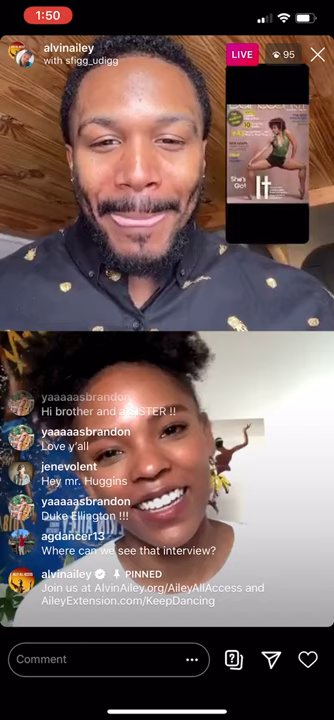 1:50
alvinailey
with sfigg_udigg
LIVE
95
She's
Got
It
yaaaaasbrandon
Hi brother and a SISTER !!
yaaaaasbrandon
Love y'all
jenevolent
Hey mr. Huggins
yaaaaasbrandon
Duke Ellington !!!
agdancer13
Where can we see that interview?
alvinailey PINNED
Join us at AlvinAiley.org/AileyAllAccess and
AileyExtension.com/KeepDancing
Comment